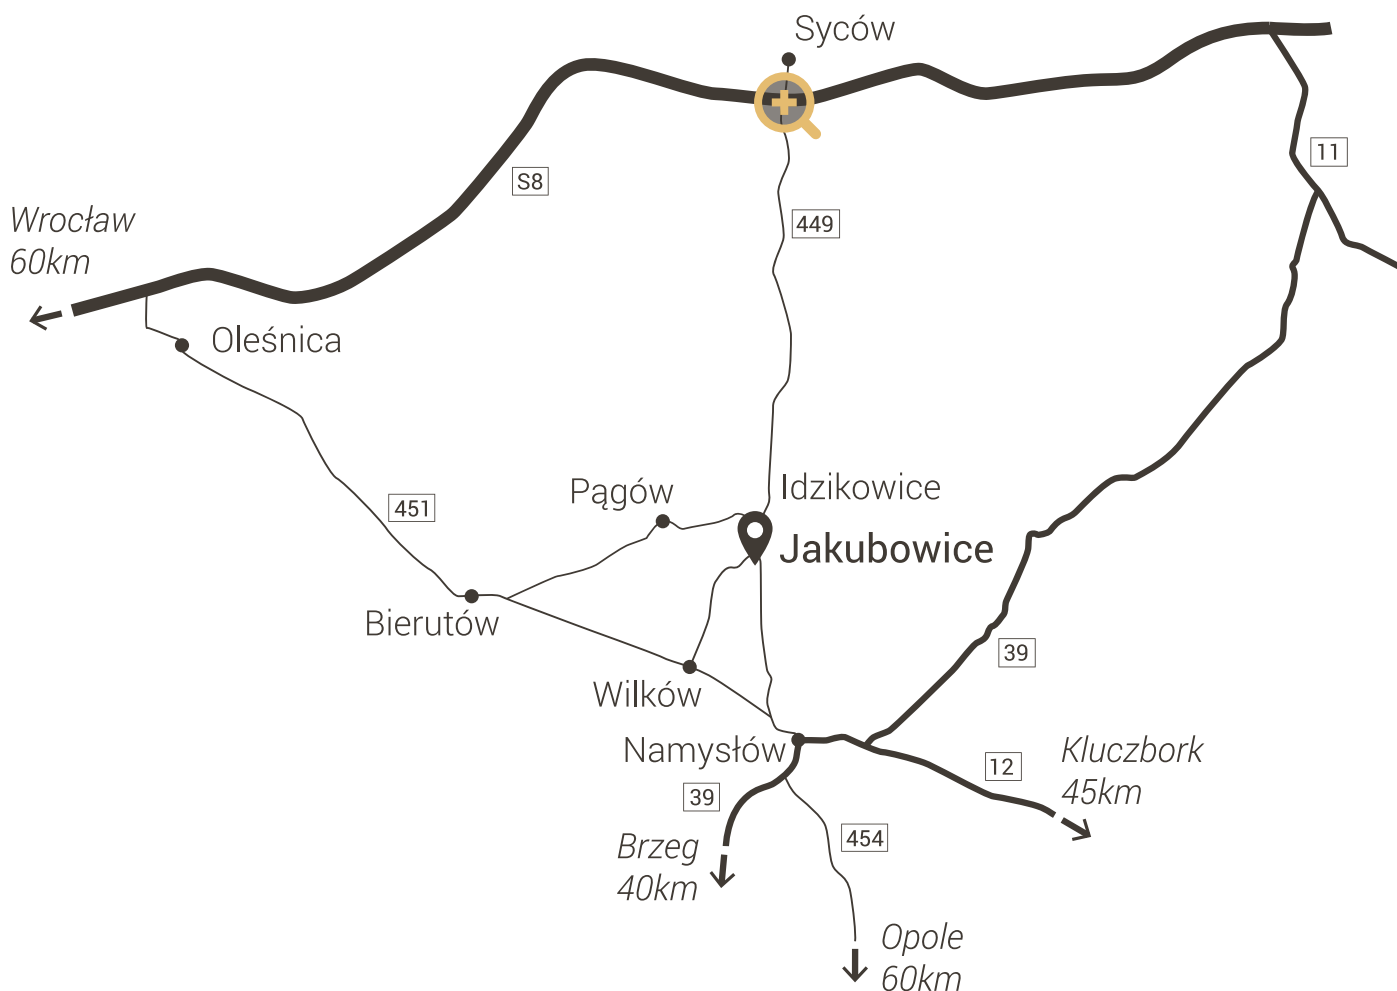 Syców
11
S8
Wrocław
60km
449
Oleśnica
Idzikowice
Pągów
451
Jakubowice
Bierutów
39
Wilków
Namysłów
Kluczbork
45km
12
39
454
Brzeg
40km
Opole
60km